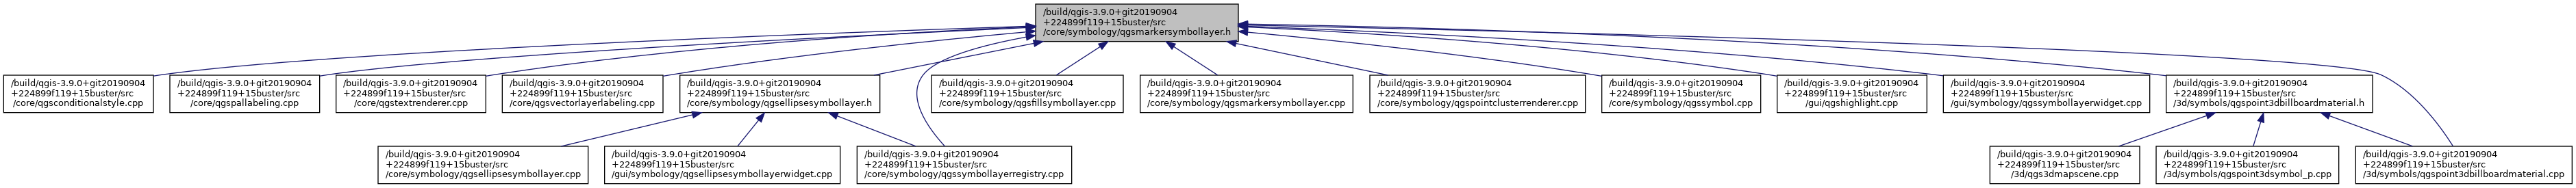 /build/qgis-3.9.0+git20190904
+224899f119+15buster/src
/core/symbology/qgsmarkersymbollayer.h
/build/qgis-3.9.0+git20190904
+224899f119+15buster/src
/core/qgsconditionalstyle.cpp
/build/qgis-3.9.0+git20190904
+224899f119+15buster/src
/core/qgspallabeling.cpp
/build/qgis-3.9.0+git20190904
+224899f119+15buster/src
/core/qgstextrenderer.cpp
/build/qgis-3.9.0+git20190904
+224899f119+15buster/src
/core/qgsvectorlayerlabeling.cpp
/build/qgis-3.9.0+git20190904
+224899f119+15buster/src
/core/symbology/qgsellipsesymbollayer.h
/build/qgis-3.9.0+git20190904
+224899f119+15buster/src
/core/symbology/qgsfillsymbollayer.cpp
/build/qgis-3.9.0+git20190904
+224899f119+15buster/src
/core/symbology/qgsmarkersymbollayer.cpp
/build/qgis-3.9.0+git20190904
+224899f119+15buster/src
/core/symbology/qgspointclusterrenderer.cpp
/build/qgis-3.9.0+git20190904
+224899f119+15buster/src
/core/symbology/qgssymbol.cpp
/build/qgis-3.9.0+git20190904
+224899f119+15buster/src
/gui/qgshighlight.cpp
/build/qgis-3.9.0+git20190904
+224899f119+15buster/src
/gui/symbology/qgssymbollayerwidget.cpp
/build/qgis-3.9.0+git20190904
+224899f119+15buster/src
/3d/symbols/qgspoint3dbillboardmaterial.h
/build/qgis-3.9.0+git20190904
+224899f119+15buster/src
/core/symbology/qgsellipsesymbollayer.cpp
/build/qgis-3.9.0+git20190904
+224899f119+15buster/src
/gui/symbology/qgsellipsesymbollayerwidget.cpp
/build/qgis-3.9.0+git20190904
+224899f119+15buster/src
/core/symbology/qgssymbollayerregistry.cpp
/build/qgis-3.9.0+git20190904
+224899f119+15buster/src
/3d/qgs3dmapscene.cpp
/build/qgis-3.9.0+git20190904
+224899f119+15buster/src
/3d/symbols/qgspoint3dsymbol_p.cpp
/build/qgis-3.9.0+git20190904
+224899f119+15buster/src
/3d/symbols/qgspoint3dbillboardmaterial.cpp